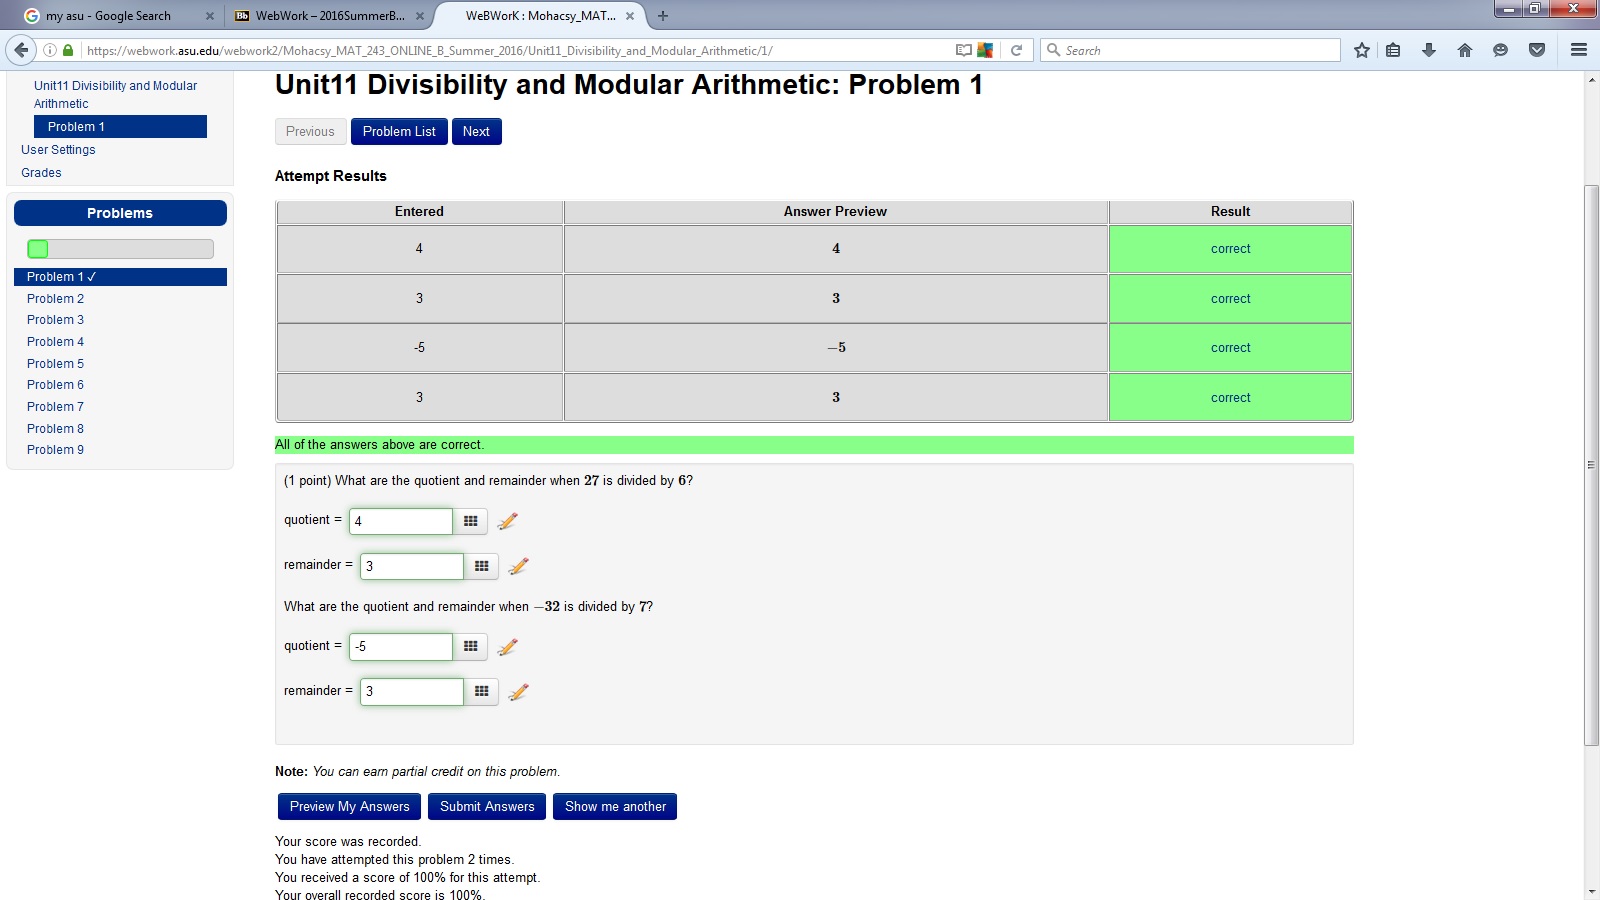 my asu - Google Search
WebWork – 2016SummerB...
WeBWorK : Mohacsy_MAT...
https://webwork.asu.edu/webwork2/Mohacsy_MAT_243_ONLINE_B_Summer_2016/Unit11_Divisibility_and_Modular_Arithmetic/1/
Search
Unit11 Divisibility and Modular
Arithmetic
Problem 1
User Settings
Grades
Problems
Problem 1 ✓
Problem 2
Problem 3
Problem 4
Problem 5
Problem 6
Problem 7
Problem 8
Problem 9
Unit11 Divisibility and Modular Arithmetic: Problem 1
Previous Problem List Next
Attempt Results
Entered Answer Preview Result
4 4 correct
3 3 correct
-5 −5 correct
3 3 correct
All of the answers above are correct.
(1 point) What are the quotient and remainder when 27 is divided by 6?
quotient = 4
remainder = 3
What are the quotient and remainder when −32 is divided by 7?
quotient = -5
remainder = 3
Note: You can earn partial credit on this problem.
Preview My Answers Submit Answers Show me another
Your score was recorded.
You have attempted this problem 2 times.
You received a score of 100% for this attempt.
Your overall recorded score is 100%.